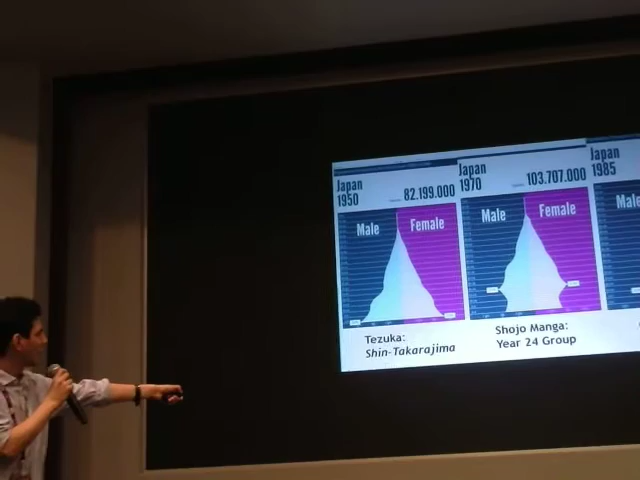 Japan
1950
82.199.000
Male
Female
Tezuka:
Shin-Takarajima
Japan
1970
103.707.000
Male
Female
Shojo Manga:
Year 24 Group
Japan
1985
Male